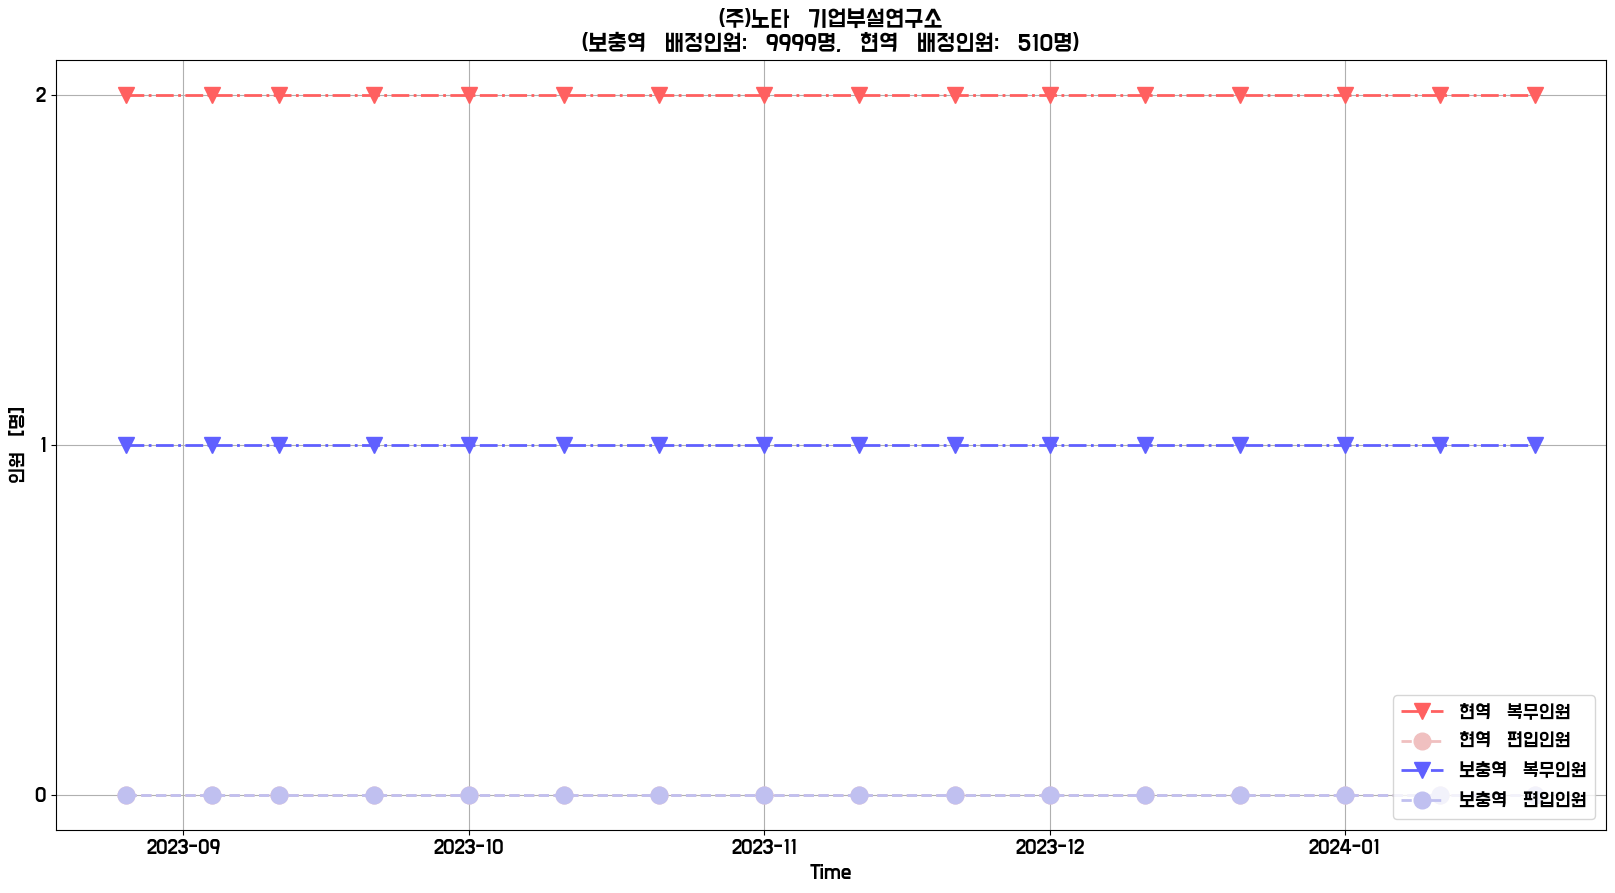 (주)노타 기업부설연구소
(보충역 배정인원: 9999명, 현역 배정인원: 510명)
2
1
0
인원 [명]
2023-09 2023-10 2023-11 2023-12 2024-01
Time
현역 복무인원
현역 편입인원
보충역 복무인원
보충역 편입인원